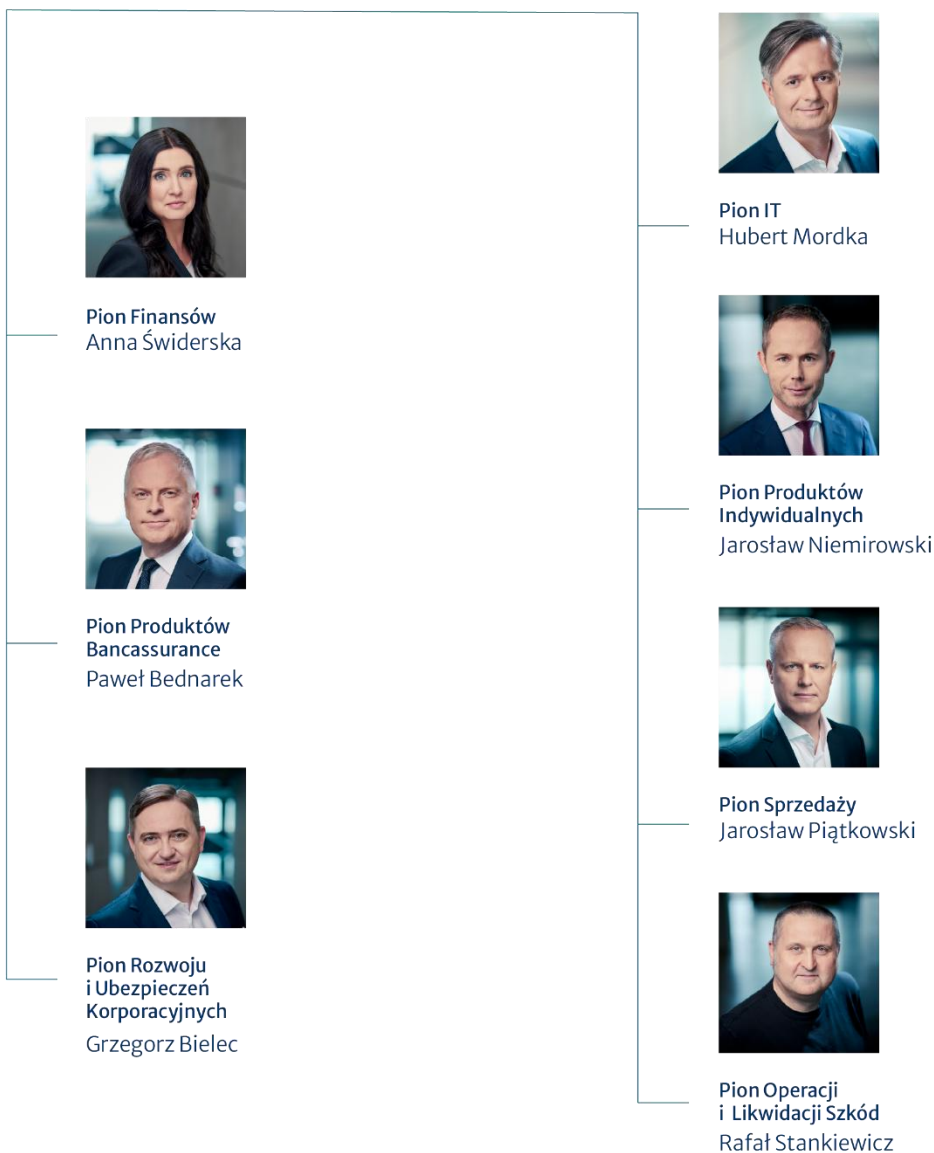 Pion Finansów
Anna Świderska
Pion Produktów
Bancassurance
Paweł Bednarek
Pion Rozwoju
i Ubezpieczeń
Korporacyjnych
Grzegorz Bielec
Pion IT
Hubert Mordka
Pion Produktów
Indywidualnych
Jarosław Niemirowski
Pion Sprzedaży
Jarosław Piątkowski
Pion Operacji
i Likwidacji Szkód
Rafał Stankiewicz